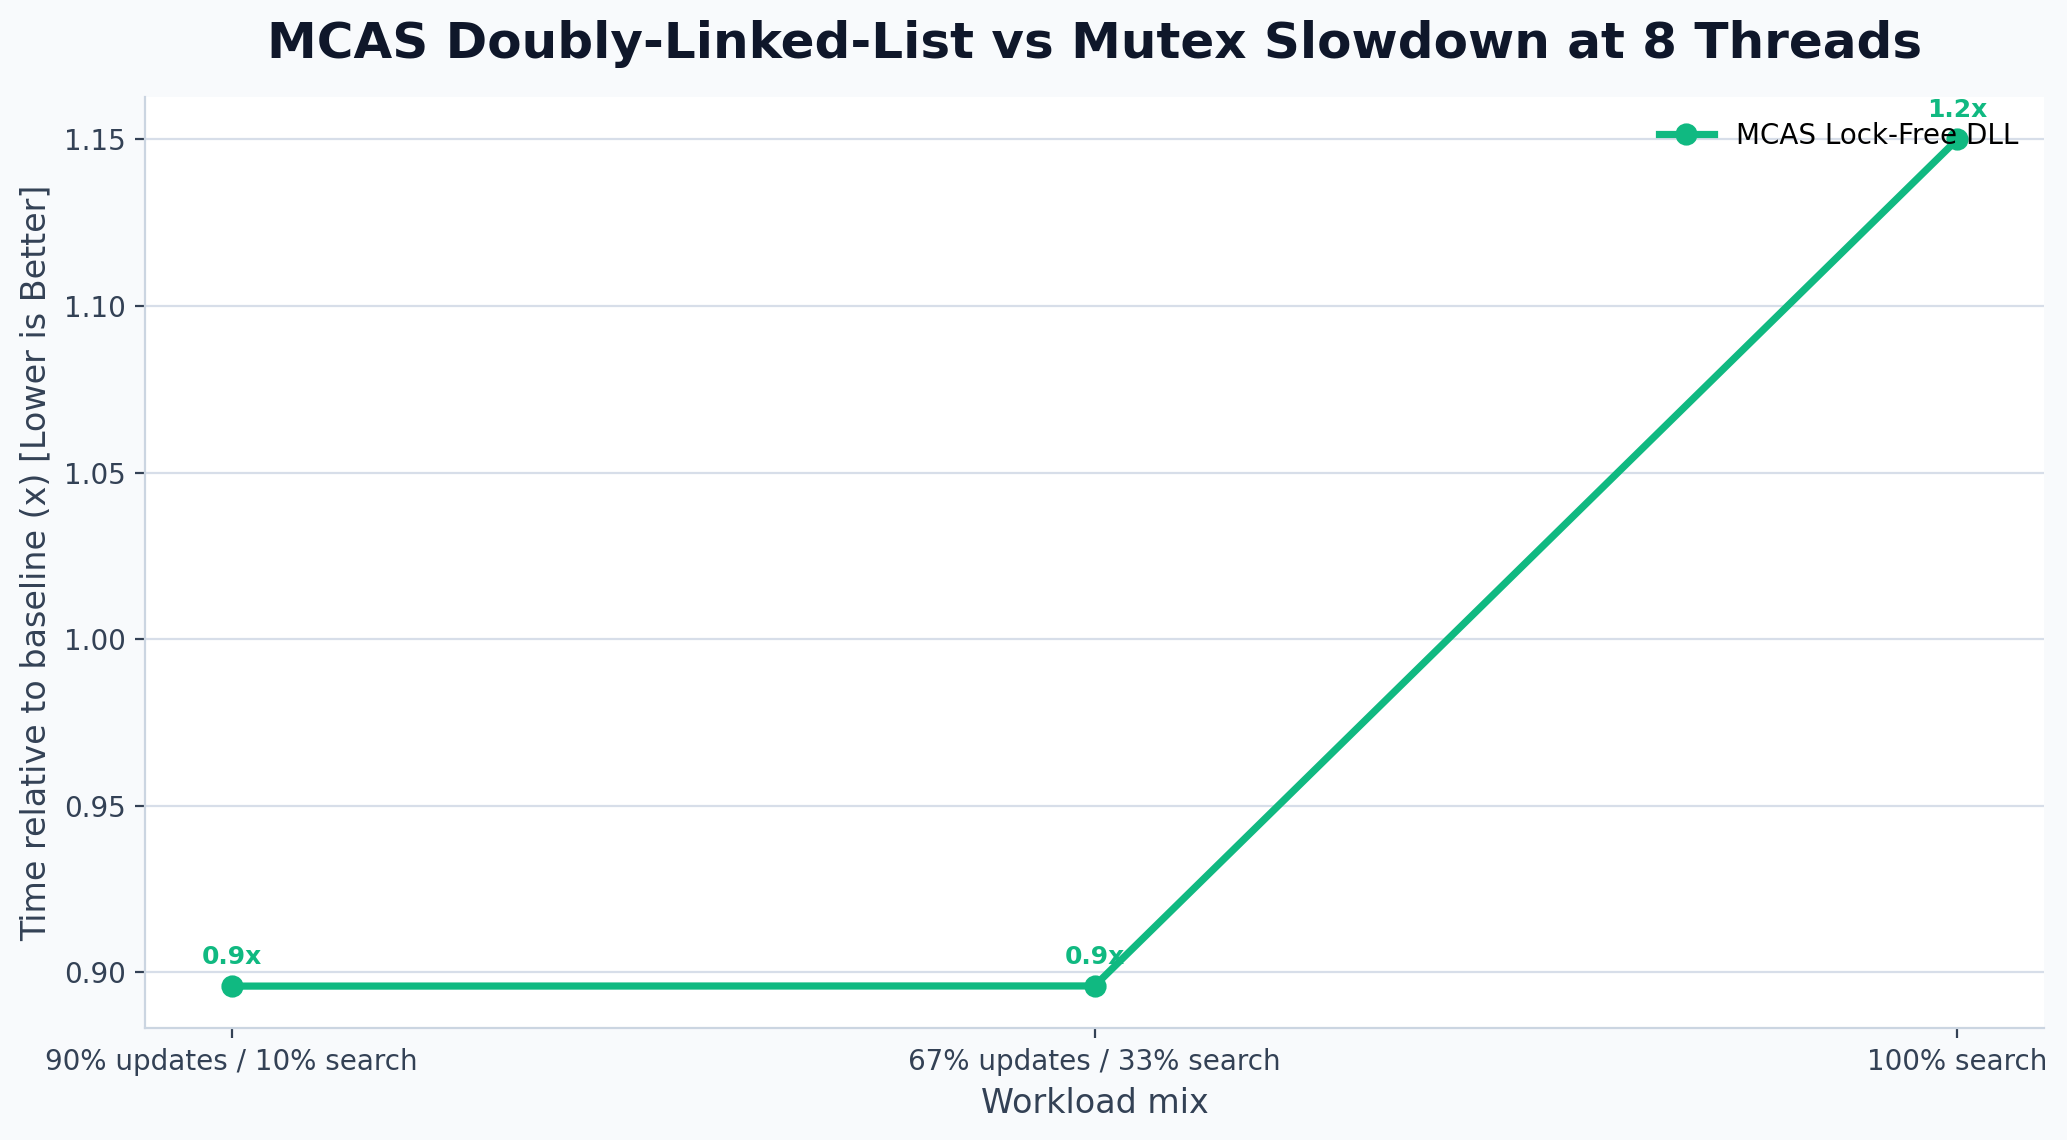 MCAS Doubly-Linked-List vs Mutex Slowdown at 8 Threads
Time relative to baseline (x) [Lower is Better]
1.15
1.10
1.05
1.00
0.95
0.90
1.2x
MCAS Lock-Free DLL
0.9x
0.9x
90% updates / 10% search
67% updates / 33% search
100% search
Workload mix